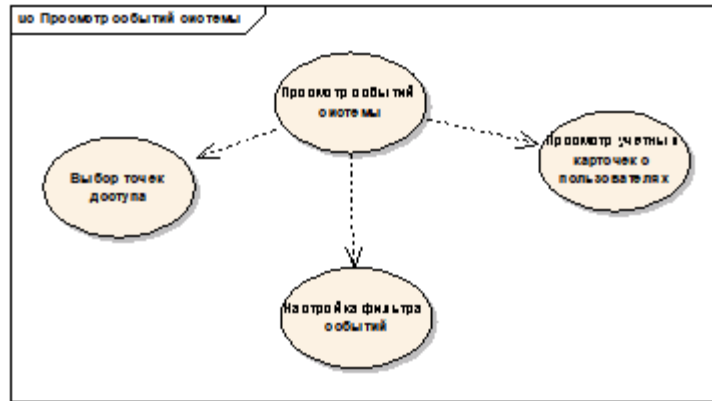 uc Просмотр событий системы
Просмотр событий
системы
Выбор точек
доступа
Просмотр учетных
карточек о
пользователях
Настройка фильтра
событий